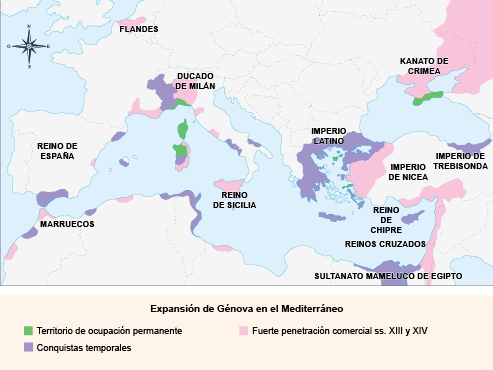 N
O
E
S
FLANDES
DUCADO
DE MILÁN
KANATO DE
CRIMEA
IMPERIO
LATINO
REINO DE
ESPAÑA
IMPERIO
DE NICEA
IMPERIO DE
TREBISONDA
REINO
DE SICILIA
MARRUECOS
REINO
DE
CHIPRE
REINOS CRUZADOS
SULTANATO MAMELUCO DE EGIPTO
Expansión de Génova en el Mediterráneo
Territorio de ocupación permanente
Fuerte penetración comercial ss. XIII y XIV
Conquistas temporales